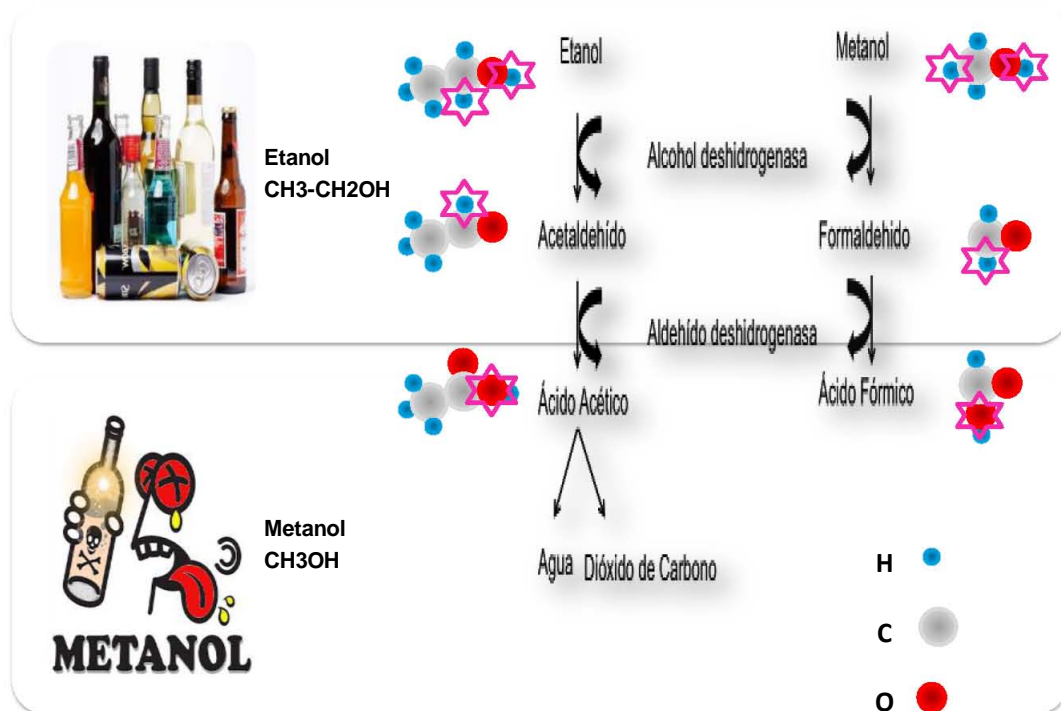 Etanol
CH3-CH2OH
Etanol
Metanol
Alcohol deshidrogenasa
Acetaldehído
Formaldehido
Aldehído deshidrogenasa
Ácido Acético
Ácido Fórmico
Agua
Dióxido de Carbono
METANOL
Metanol
CH3OH
H
C
O